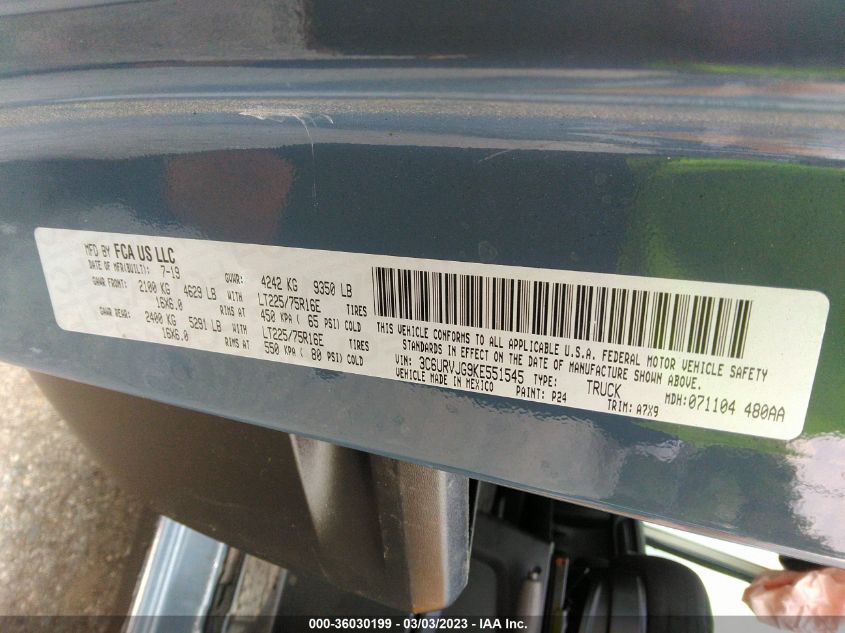 MFD BY FCA US LLC
DATE OF MFR(BUILT): 7-19 GVWR: 4242 KG 9350 LB
GAWR FRONT: 2100 KG 4629 LB WITH LT225/75R16E TIRES
16X6.0 RIMS AT 450 KPA ( 65 PSI) COLD
GAWR REAR: 2400 KG 5291 LB WITH LT225/75R16E TIRES
16X6.0 RIMS AT 550 KPA ( 80 PSI) COLD
THIS VEHICLE CONFORMS TO ALL APPLICABLE U.S.A. FEDERAL MOTOR VEHICLE SAFETY
STANDARDS IN EFFECT ON THE DATE OF MANUFACTURE SHOWN ABOVE.
VIN: 3C6URVJG9KE551545 TYPE: TRUCK MDH:071104 480AA
VEHICLE MADE IN MEXICO PAINT: P24 TRIM: A7X9
000-36030199 - 03/03/2023 - IAA Inc.